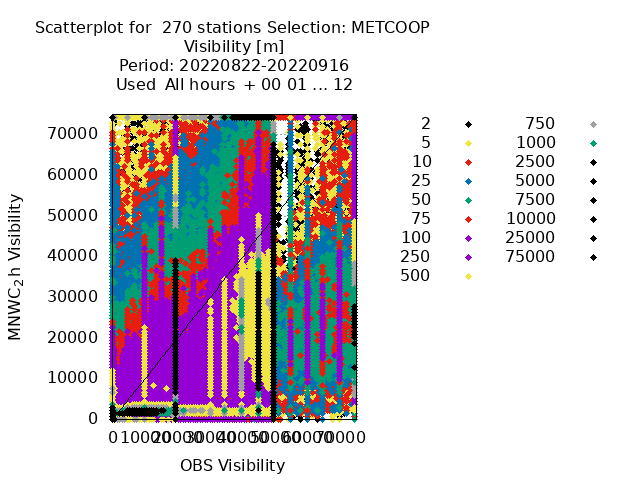 Scatterplot for  270 stations Selection: METCOOP
Visibility [m]
Period: 20220822-20220916
Used  All hours  + 00 01 ... 12
70000
60000
50000
40000
30000
20000
10000
0
MNWC_2h Visibility
0 10000 20000 30000 40000 50000 60000 70000
OBS Visibility
2 750
5 1000
10 2500
25 5000
50 7500
75 10000
100 25000
250 75000
500